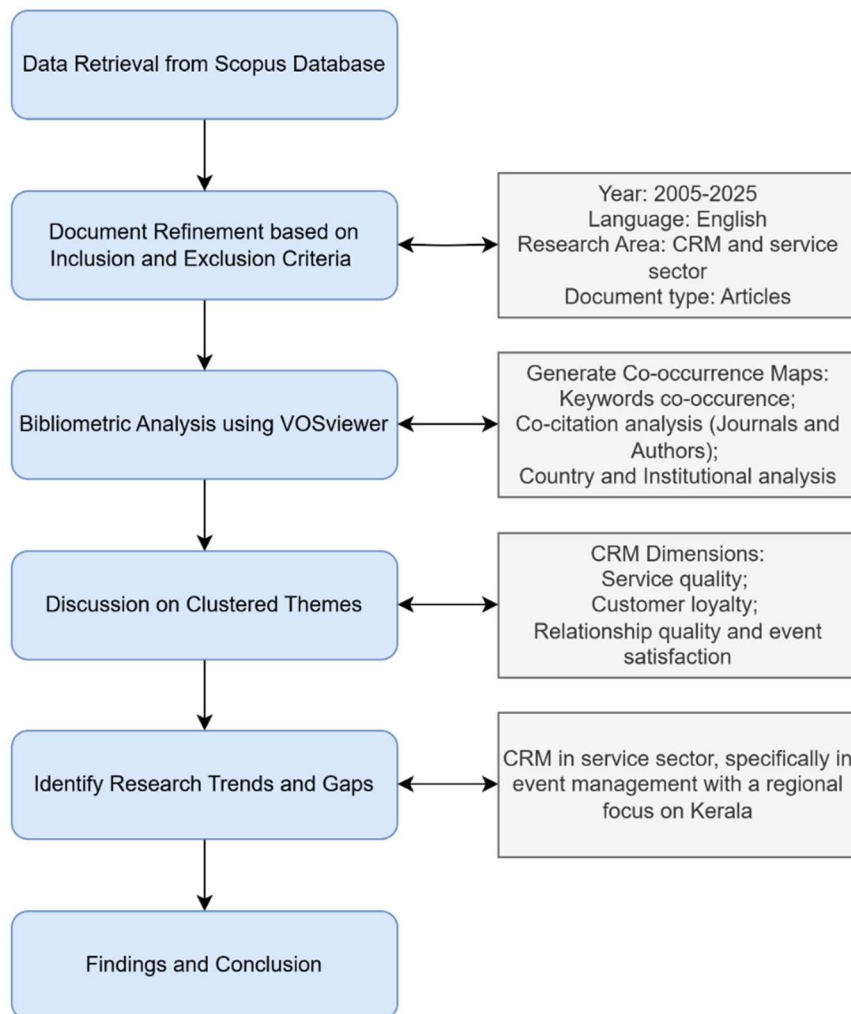 Data Retrieval from Scopus Database
Document Refinement based on
Inclusion and Exclusion Criteria
Year: 2005-2025
Language: English
Research Area: CRM and service
sector
Document type: Articles
Bibliometric Analysis using VOSviewer
Generate Co-occurrence Maps:
Keywords co-occurence;
Co-citation analysis (Journals and
Authors);
Country and Institutional analysis
Discussion on Clustered Themes
CRM Dimensions:
Service quality;
Customer loyalty;
Relationship quality and event
satisfaction
Identify Research Trends and Gaps
CRM in service sector, specifically in
event management with a regional
focus on Kerala
Findings and Conclusion